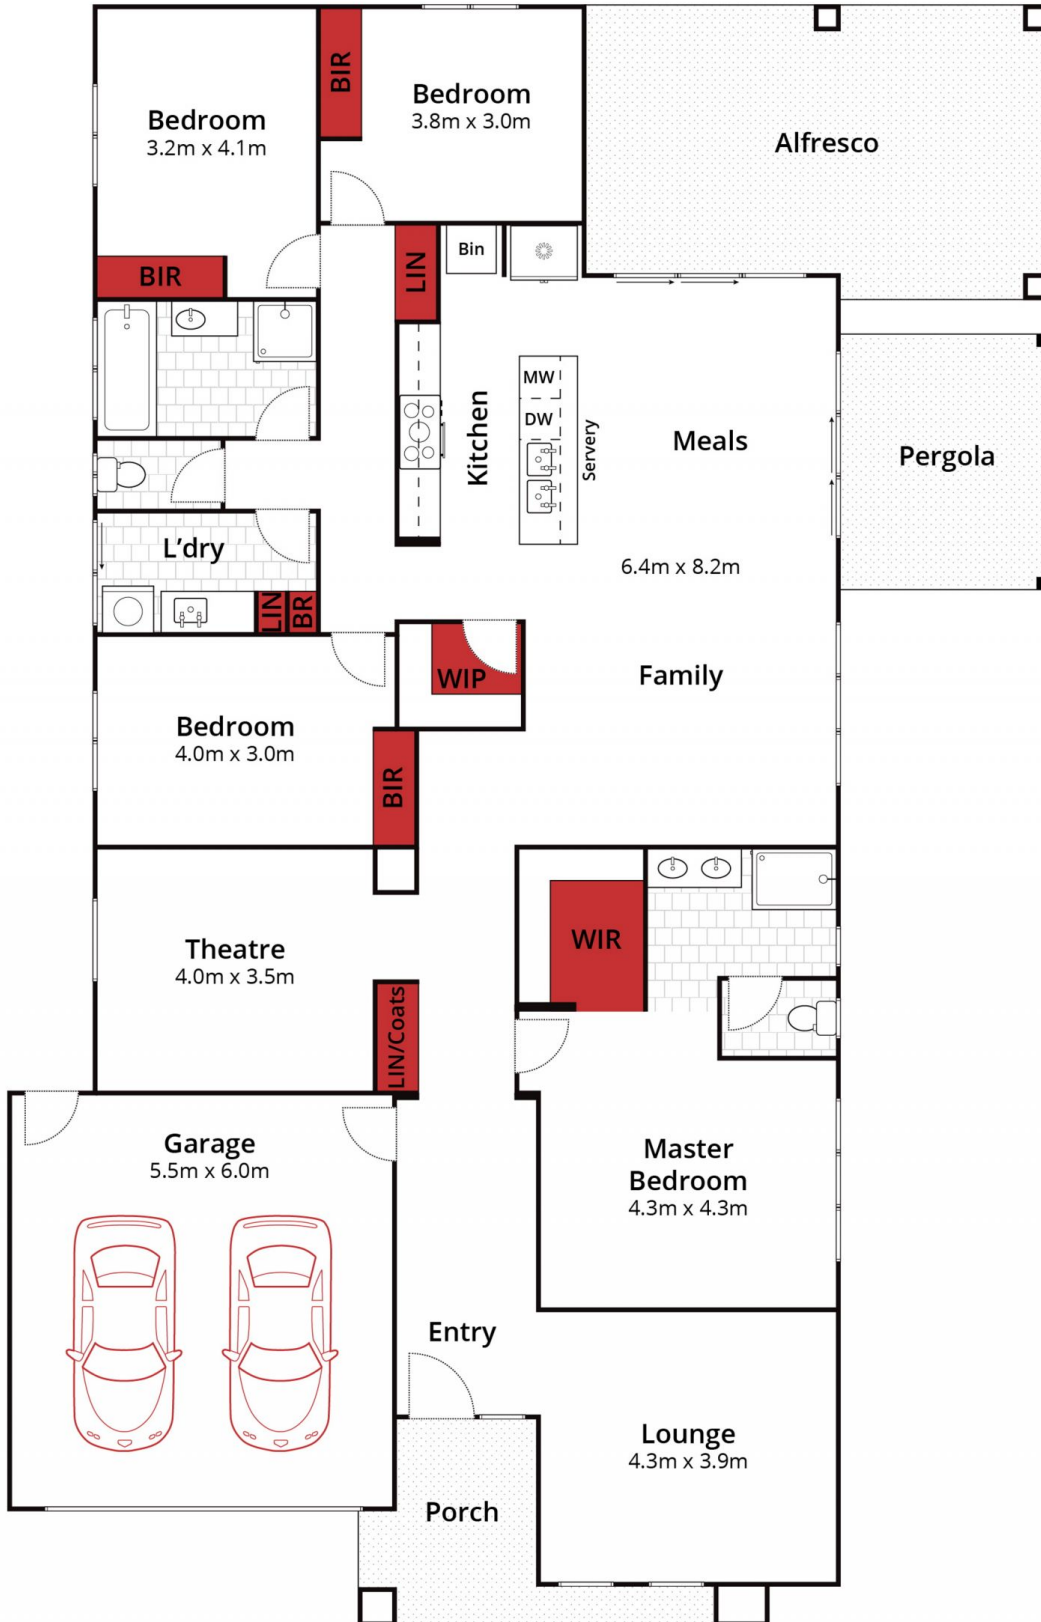 Bedroom
3.2m x 4.1m
BIR
BIR
Bedroom
3.8m x 3.0m
Alfresco
LIN
Bin
Kitchen
MW
DW
Servery
Meals
Pergola
6.4m x 8.2m
L'dry
LIN
BR
WIP
Family
Bedroom
4.0m x 3.0m
BIR
Theatre
4.0m x 3.5m
LIN/Coats
WIR
Garage
5.5m x 6.0m
Master
Bedroom
4.3m x 4.3m
Entry
Lounge
4.3m x 3.9m
Porch